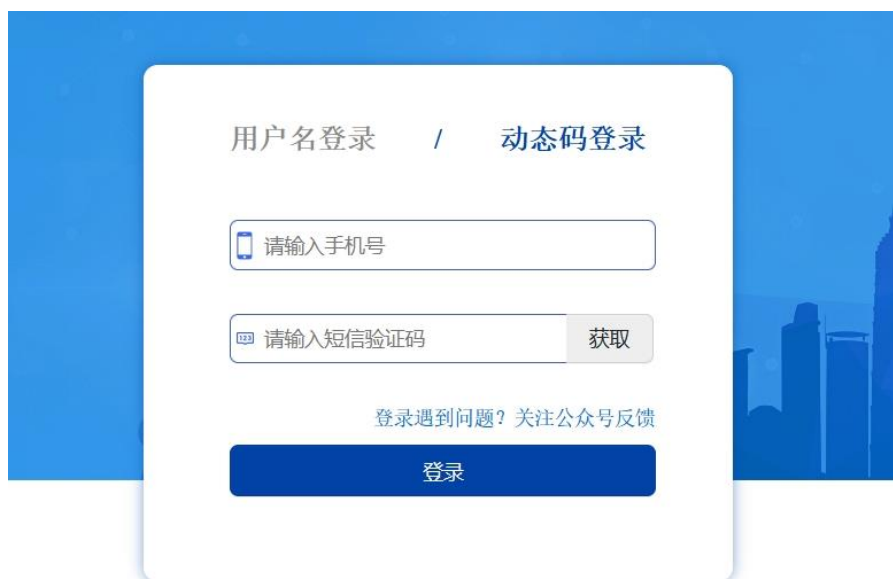 用户名登录 / 动态码登录
请输入手机号
123 请输入短信验证码 获取
登录遇到问题？关注公众号反馈
登录